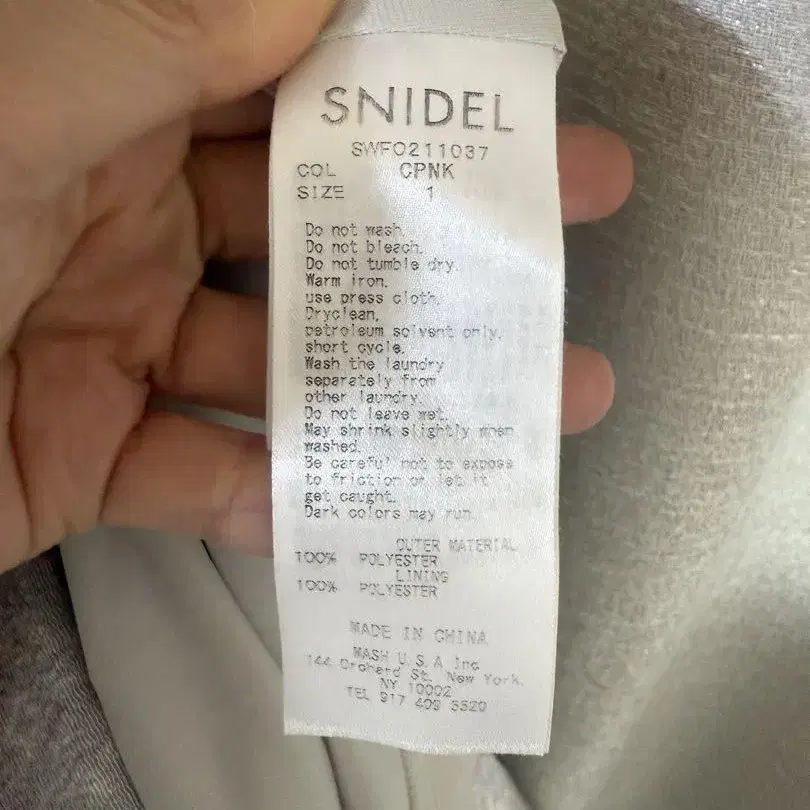 SNIDEL
SWFO211037
COL CPNK
SIZE 1
Do not wash.
Do not bleach.
Do not tumble dry.
Warm iron.
use press cloth.
Dryclean,
petroleum solvent only.
short cycle.
Wash the laundry
separately from
other laundry.
Do not leave wet.
May shrink slightly when
washed.
Be careful not to expose
to friction or let it
get caught.
Dark colors may run.
OUTER MATERIAL
100% POLYESTER
LINING
100% POLYESTER
MADE IN CHINA
MASH U.S.A Inc
144 Orchard St. New York.
NY 10002
TEL 917 409 5520